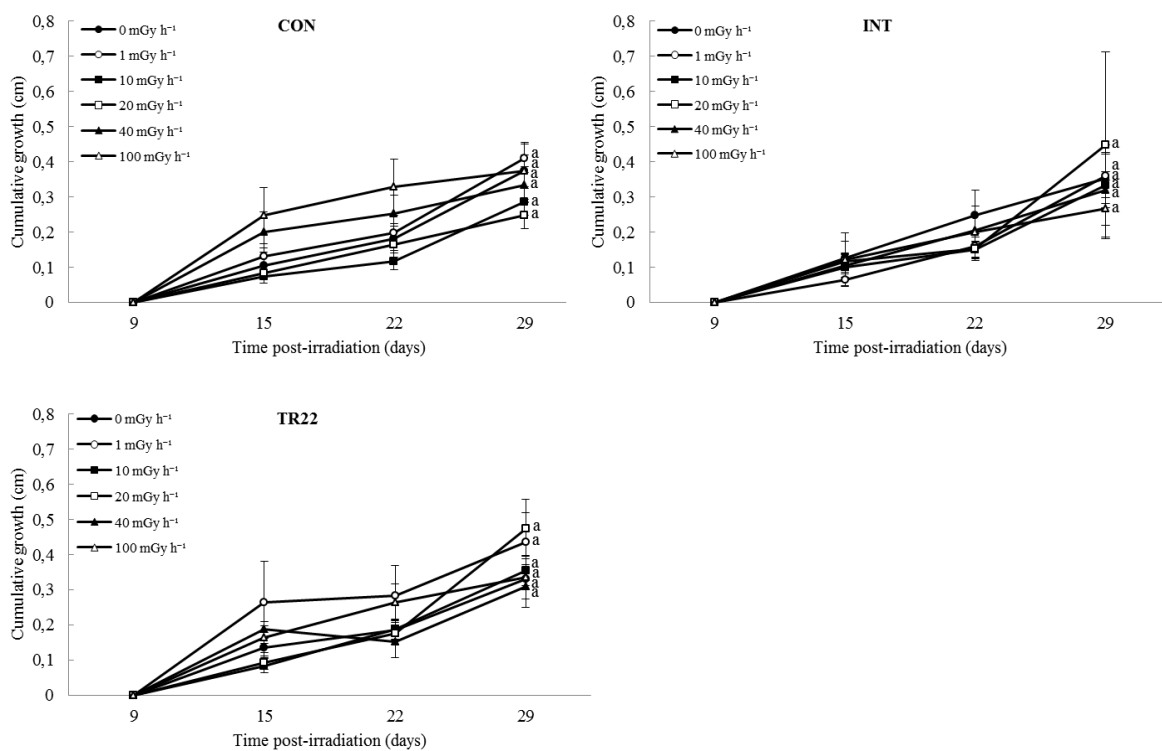 CON
Cumulative growth (cm)
0,8
0,7
0,6
0,5
0,4
0,3
0,2
0,1
0
0 mGy h⁻¹
1 mGy h⁻¹
10 mGy h⁻¹
20 mGy h⁻¹
40 mGy h⁻¹
100 mGy h⁻¹
a
a
a
a
a
a
9 15 22 29
Time post-irradiation (days)
INT
Cumulative growth (cm)
0,8
0,7
0,6
0,5
0,4
0,3
0,2
0,1
0
0 mGy h⁻¹
1 mGy h⁻¹
10 mGy h⁻¹
20 mGy h⁻¹
40 mGy h⁻¹
100 mGy h⁻¹
a
a
a
a
a
a
9 15 22 29
Time post-irradiation (days)
TR22
Cumulative growth (cm)
0,8
0,7
0,6
0,5
0,4
0,3
0,2
0,1
0
0 mGy h⁻¹
1 mGy h⁻¹
10 mGy h⁻¹
20 mGy h⁻¹
40 mGy h⁻¹
100 mGy h⁻¹
a
a
a
a
a
a
9 15 22 29
Time post-irradiation (days)